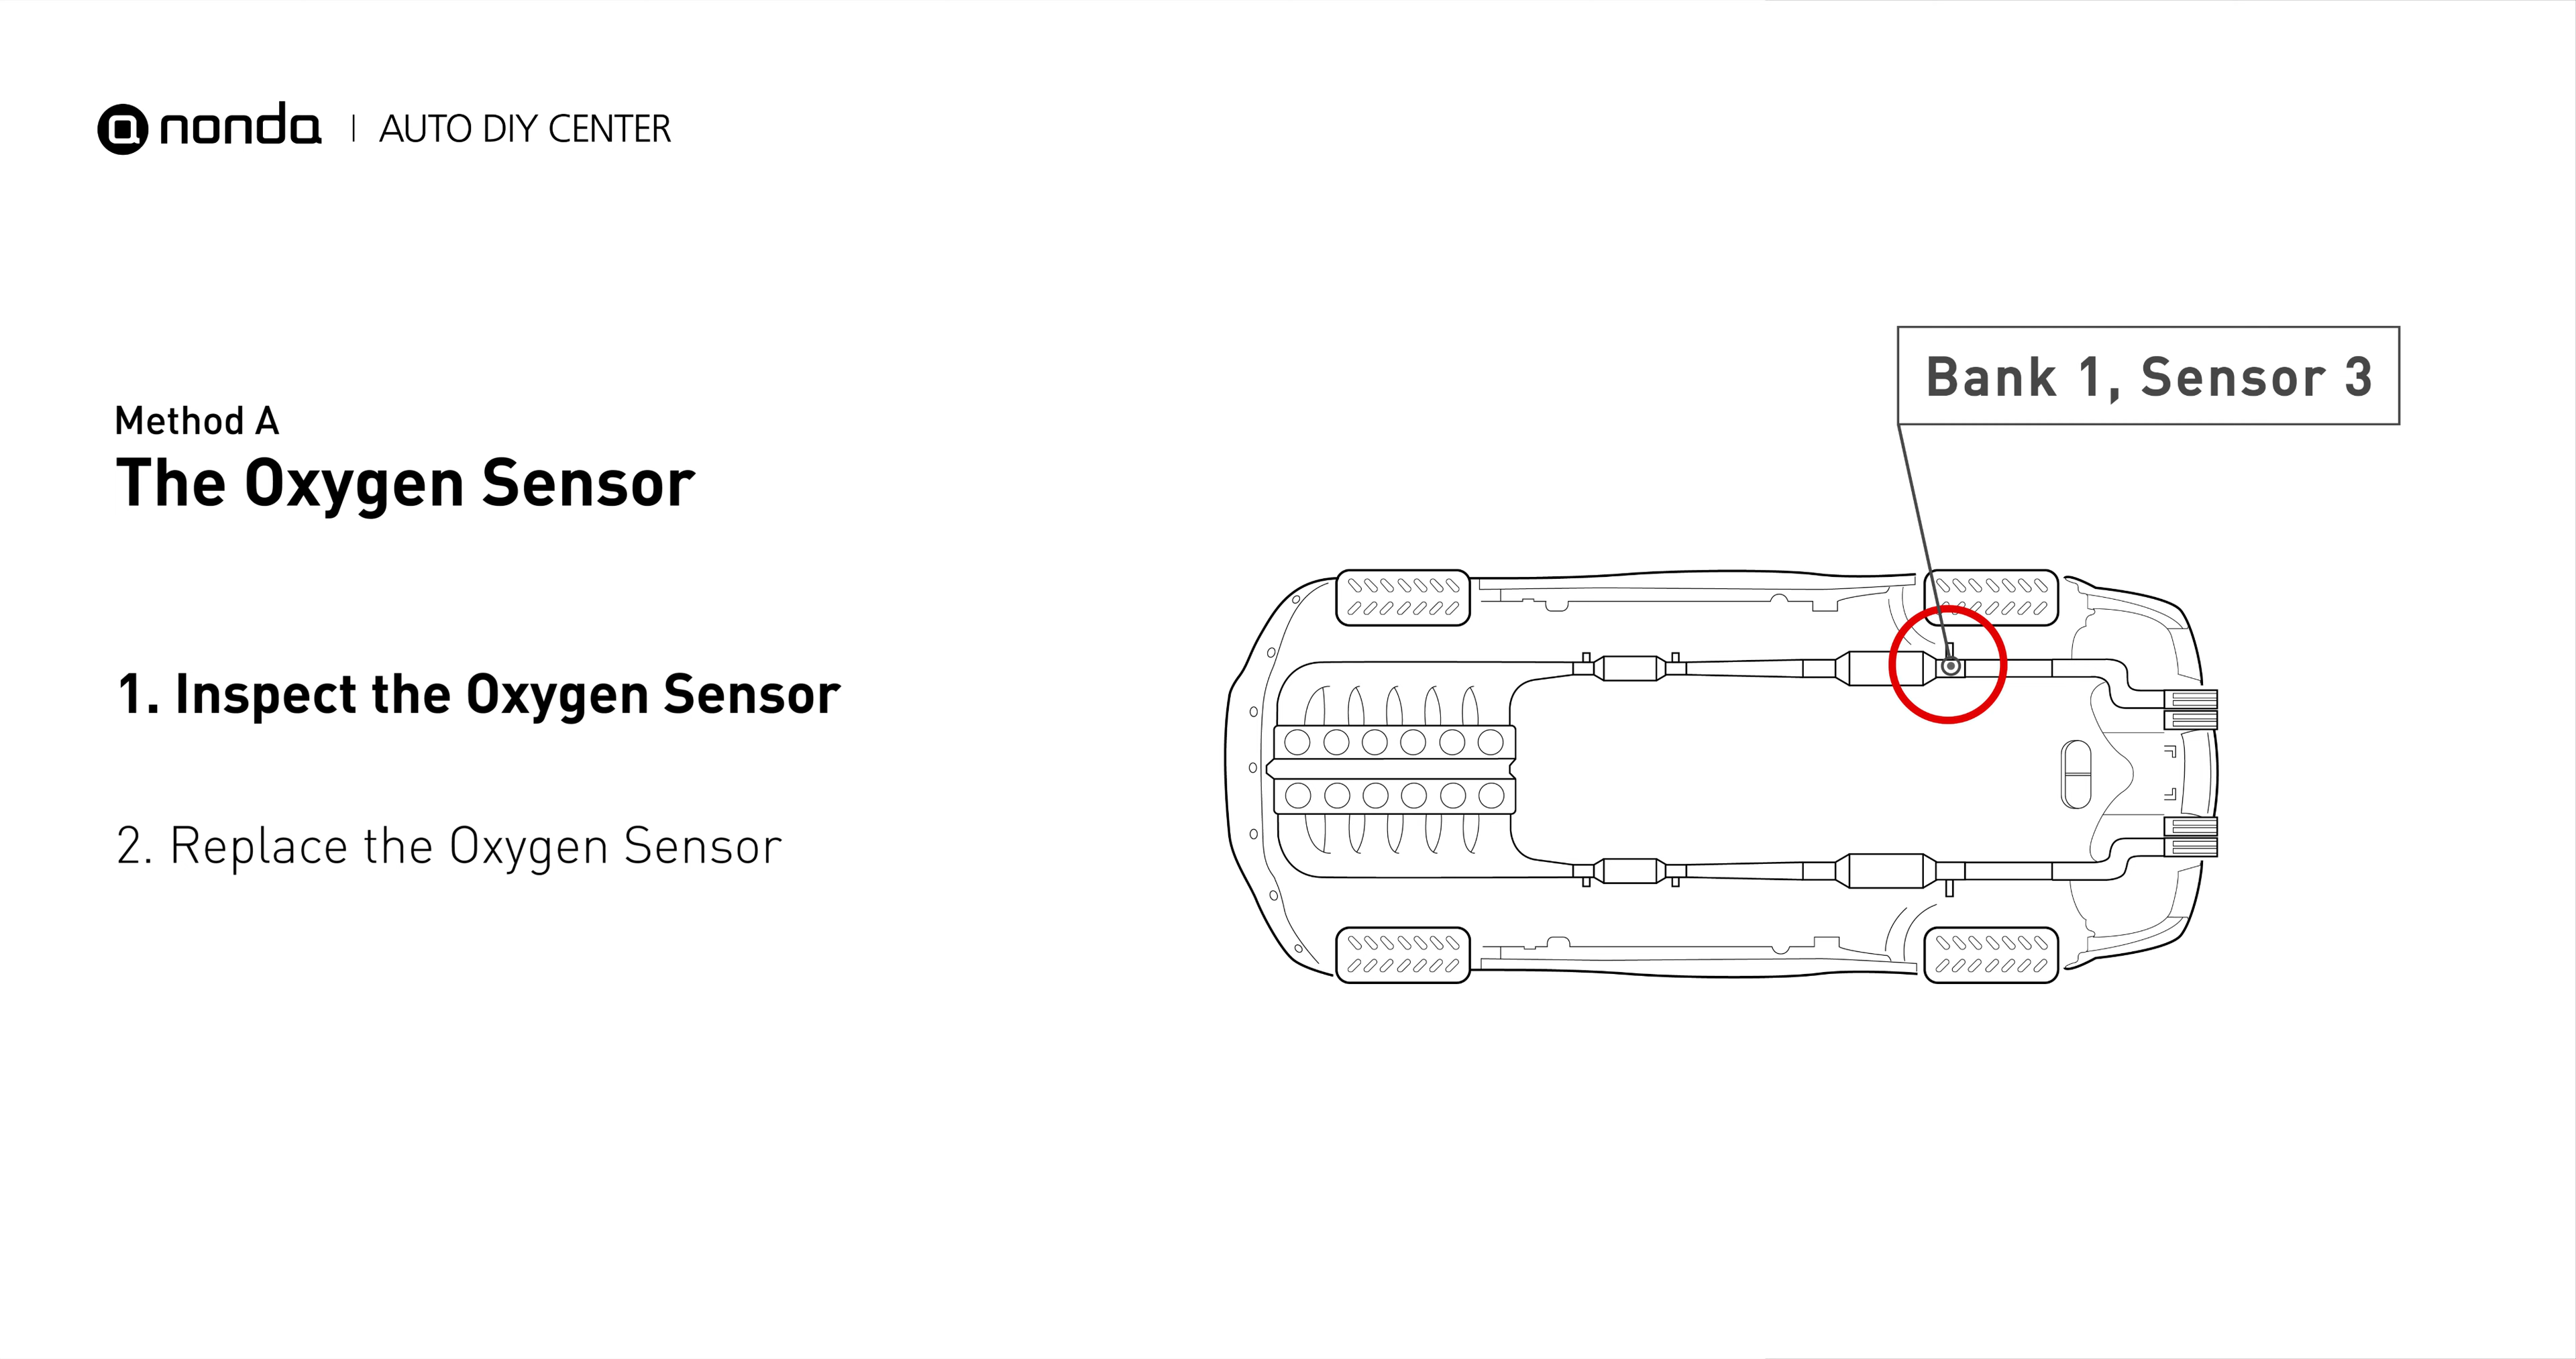 nonda | AUTO DIY CENTER
Bank 1, Sensor 3
Method A
The Oxygen Sensor
1. Inspect the Oxygen Sensor
2. Replace the Oxygen Sensor